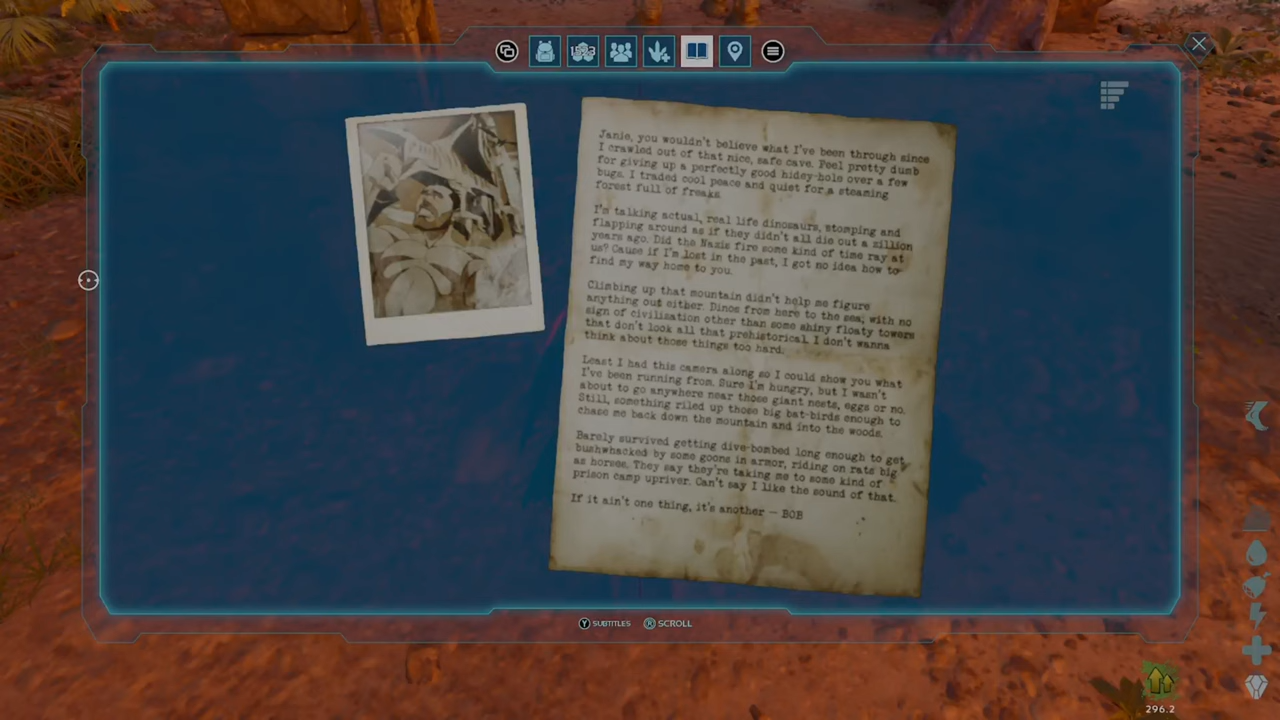 Janie, you wouldn't believe what I've been through since
I crawled out of that nice, safe cave. Feel pretty dumb
for giving up a perfectly good hidey-hole over a few
bugs. I traded cool peace and quiet for a steaming
forest full of freaks.
I'm talking actual, real life dinosaurs, stomping and
flapping around as if they didn't all die out a zillion
years ago. Did the Nazis fire some kind of time ray at
us? Cause if I'm lost in the past, I got no idea how to
find my way home to you.
Climbing up that mountain didn't help me figure
anything out either. Dinos from here to the sea, with no
sign of civilisation other than some shiny floaty towers
that don't look all that prehistorical. I don't wanna
think about those things too hard.
Least I had this camera along so I could show you what
I've been running from. Sure I'm hungry, but I wasn't
about to go anywhere near those giant nests, eggs or no.
Still, something riled up those big bat-birds enough to
chase me back down the mountain and into the woods.
Barely survived getting dive-bombed long enough to get
bushwhacked by some goons in armor, riding on rats big
as horses. They say they're taking me to some kind of
prison camp upriver. Can't say I like the sound of that.
If it ain't one thing, it's another — BOB
Y SUBTITLES R SCROLL
296.2